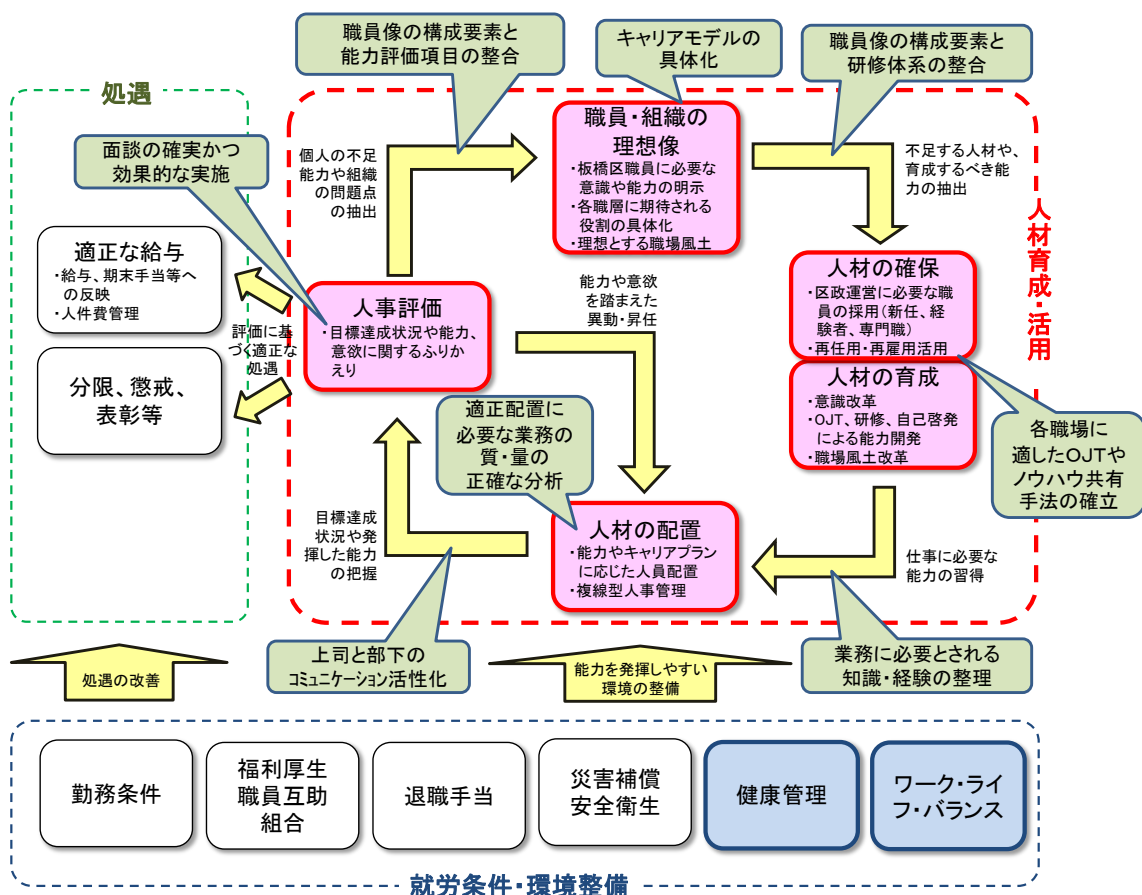 職員像の構成要素と
能力評価項目の整合
キャリアモデルの
具体化
職員像の構成要素と
研修体系の整合
処遇
面談の確実かつ
効果的な実施
個人の不足
能力や組織
の問題点
の抽出
職員・組織の
理想像
・板橋区職員に必要な
意識や能力の明示
・各職層に期待される
役割の具体化
・理想とする職場風土
不足する人材や、
育成するべき能
力の抽出
人材育成・活用
適正な給与
・給与、期末手当等へ
の反映
・人件費管理
評価に基
づく適正な
処遇
分限、懲戒、
表彰等
人事評価
・目標達成状況や能力、
意欲に関するふりか
えり
能力や意欲
を踏まえた
異動・昇任
人材の確保
・区政運営に必要な職
員の採用(新任、経
験者、専門職)
・再任用・再雇用活用
人材の育成
・意識改革
・OJT、研修、自己啓発
による能力開発
・職場風土改革
適正配置に
必要な業務の
質・量の
正確な分析
各職場に
適したOJTや
ノウハウ共有
手法の確立
目標達成
状況や発
揮した能力
の把握
人材の配置
・能力やキャリアプラン
に応じた人員配置
・複線型人事管理
仕事に必要な
能力の習得
上司と部下の
コミュニケーション活性化
業務に必要とされる
知識・経験の整理
処遇の改善
能力を発揮しやすい
環境の整備
勤務条件
福利厚生
職員互助
組合
退職手当
災害補償
安全衛生
健康管理
ワーク・ライ
フ・バランス
就労条件・環境整備